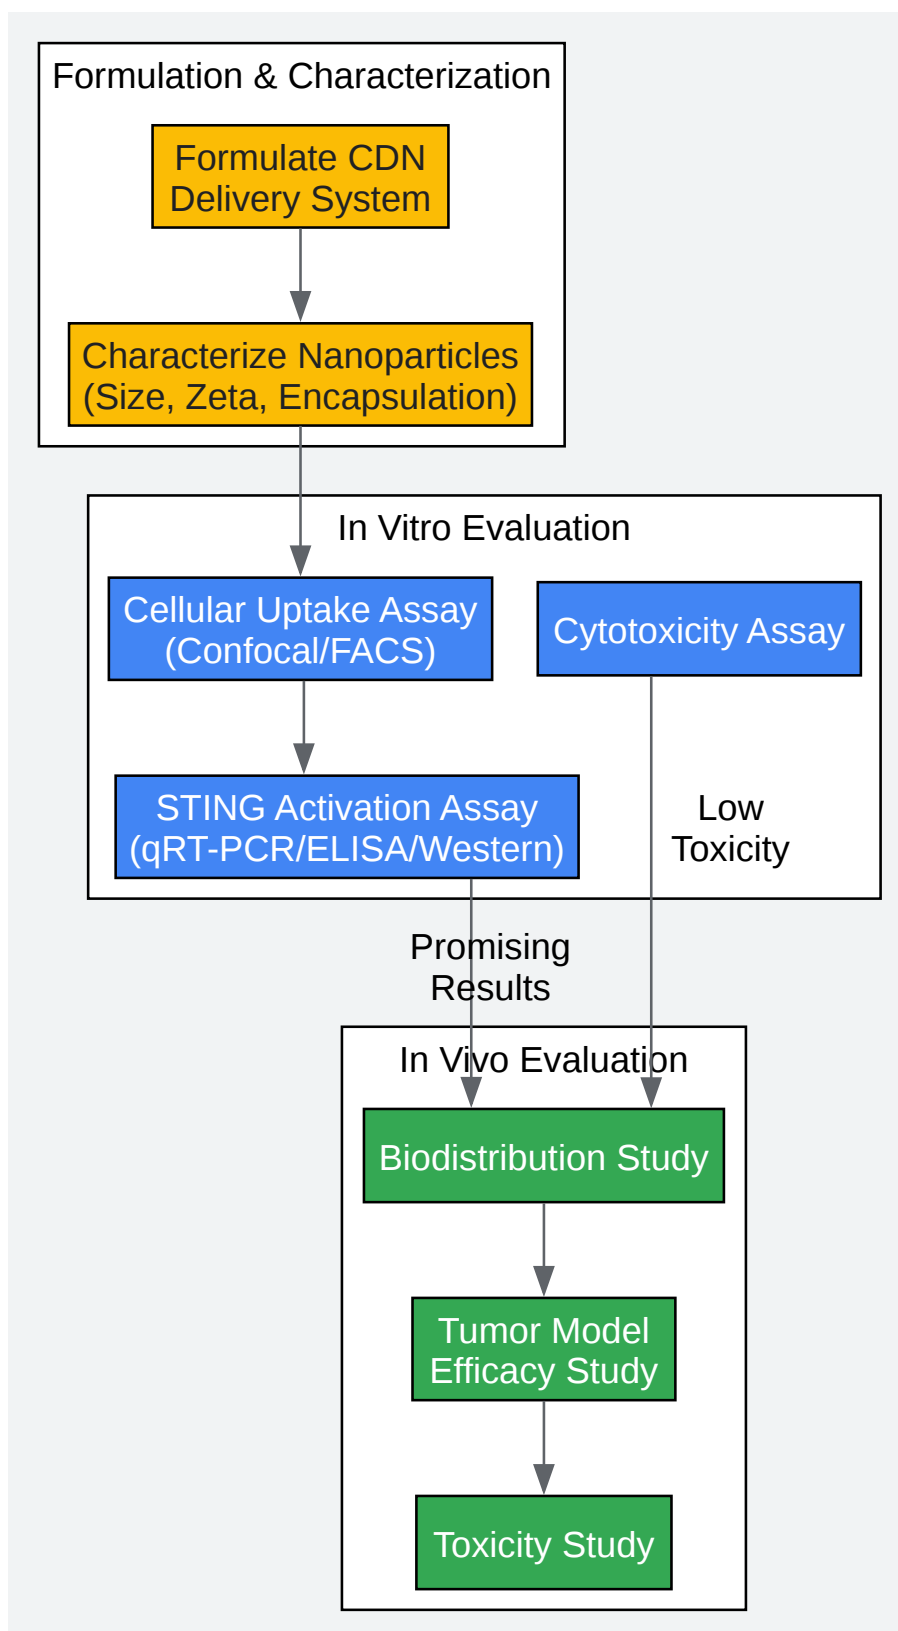 Formulation & Characterization
Formulate CDN
Delivery System
Characterize Nanoparticles
(Size, Zeta, Encapsulation)
In Vitro Evaluation
Cellular Uptake Assay
(Confocal/FACS)
Cytotoxicity Assay
STING Activation Assay
(qRT-PCR/ELISA/Western)
Low
Toxicity
Promising
Results
In Vivo Evaluation
Biodistribution Study
Tumor Model
Efficacy Study
Toxicity Study